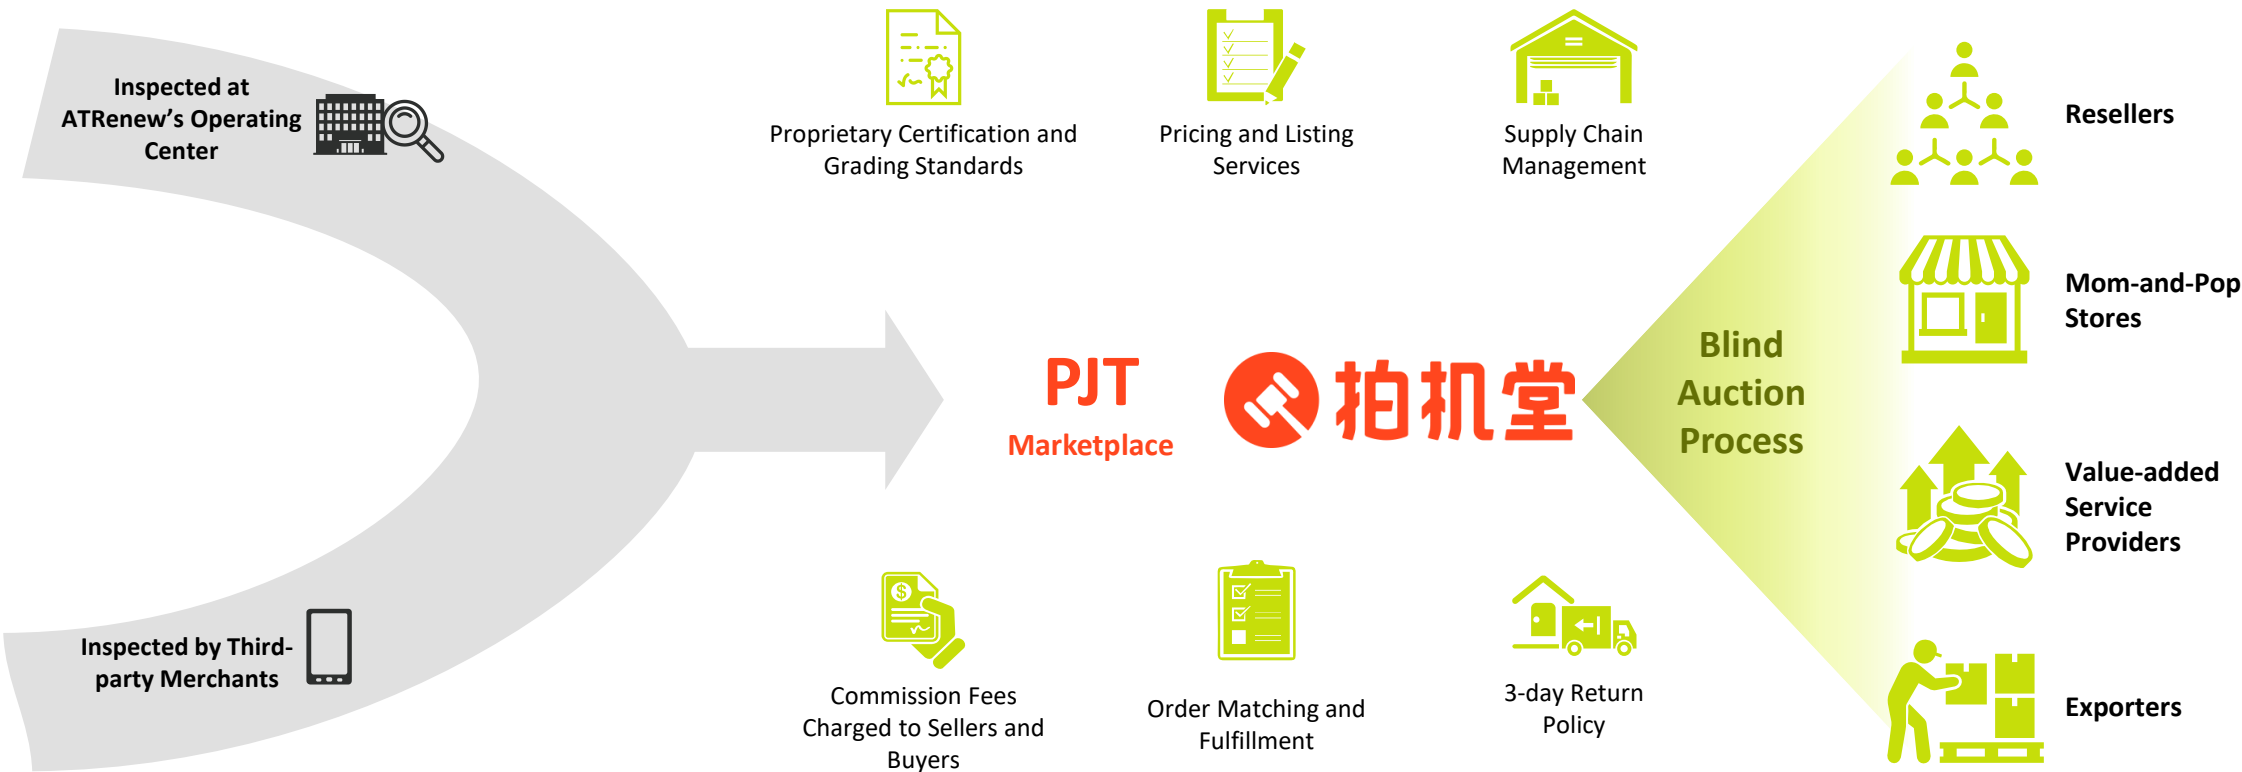 Inspected at
ATRenew’s Operating
Center
Inspected by Third-
party Merchants
Proprietary Certification and
Grading Standards
Pricing and Listing
Services
Supply Chain
Management
PJT
Marketplace
拍机堂
Commission Fees
Charged to Sellers and
Buyers
Order Matching and
Fulfillment
3-day Return
Policy
Blind
Auction
Process
Resellers
Mom-and-Pop
Stores
Value-added
Service
Providers
Exporters